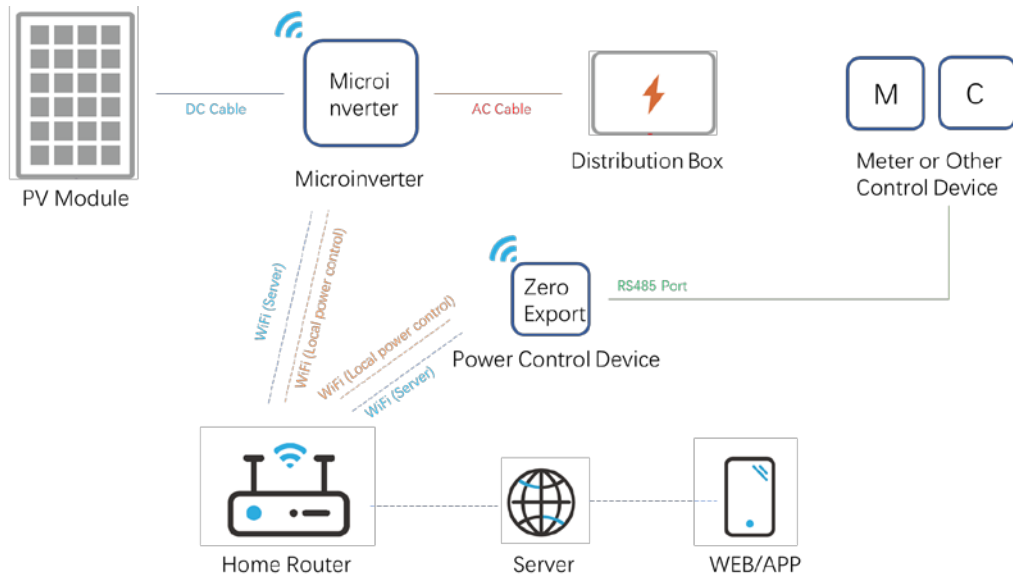 Microi
nverter
M
C
DC Cable
AC Cable
PV Module
Microinverter
Distribution Box
Meter or Other
Control Device
WiFi (Server)
WiFi (Local power control)
Zero
Export
RS485 Port
WiFi (Local power control)
WiFi (Server)
Power Control Device
Home Router
Server
WEB/APP